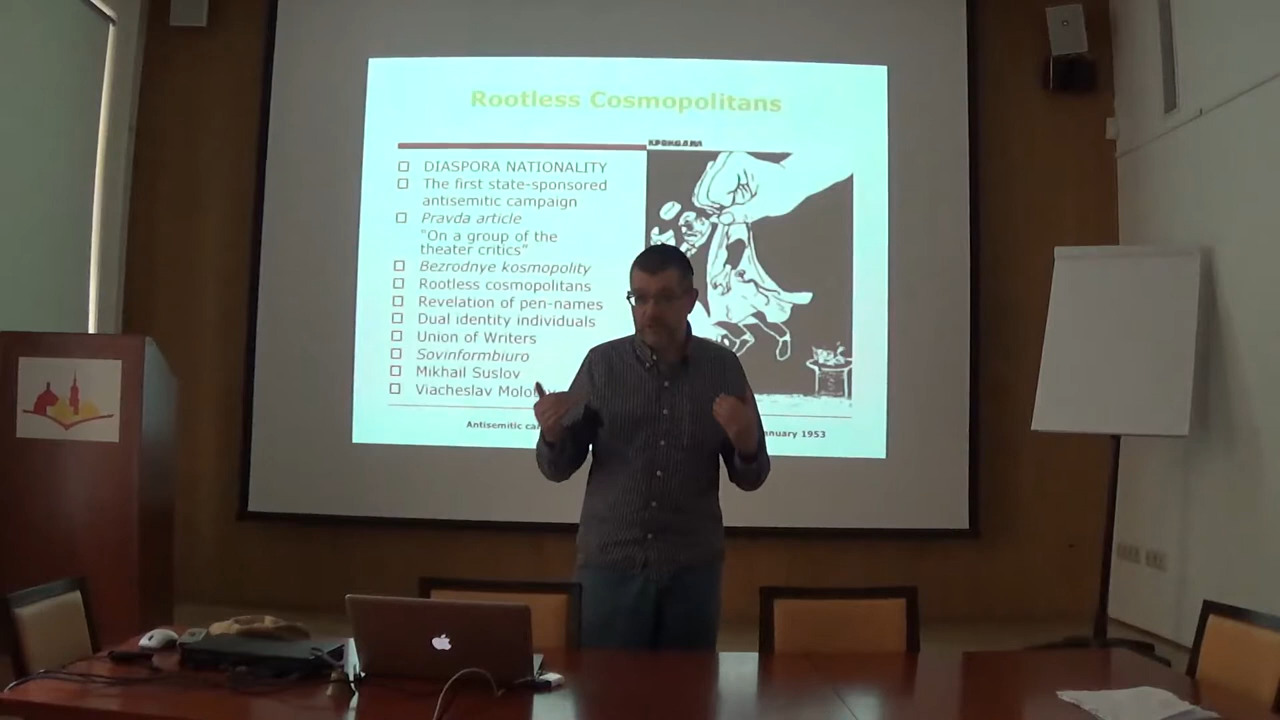 Rootless Cosmopolitans
DIASPORA NATIONALITY
The first state-sponsored
antisemitic campaign
Pravda article
"On a group of the
theater critics"
Bezrodnye kosmopolity
Rootless cosmopolitans
Revelation of pen-names
Dual identity individuals
Union of Writers
Sovinformbiuro
Mikhail Suslov
Viacheslav
Antisemitic
1953